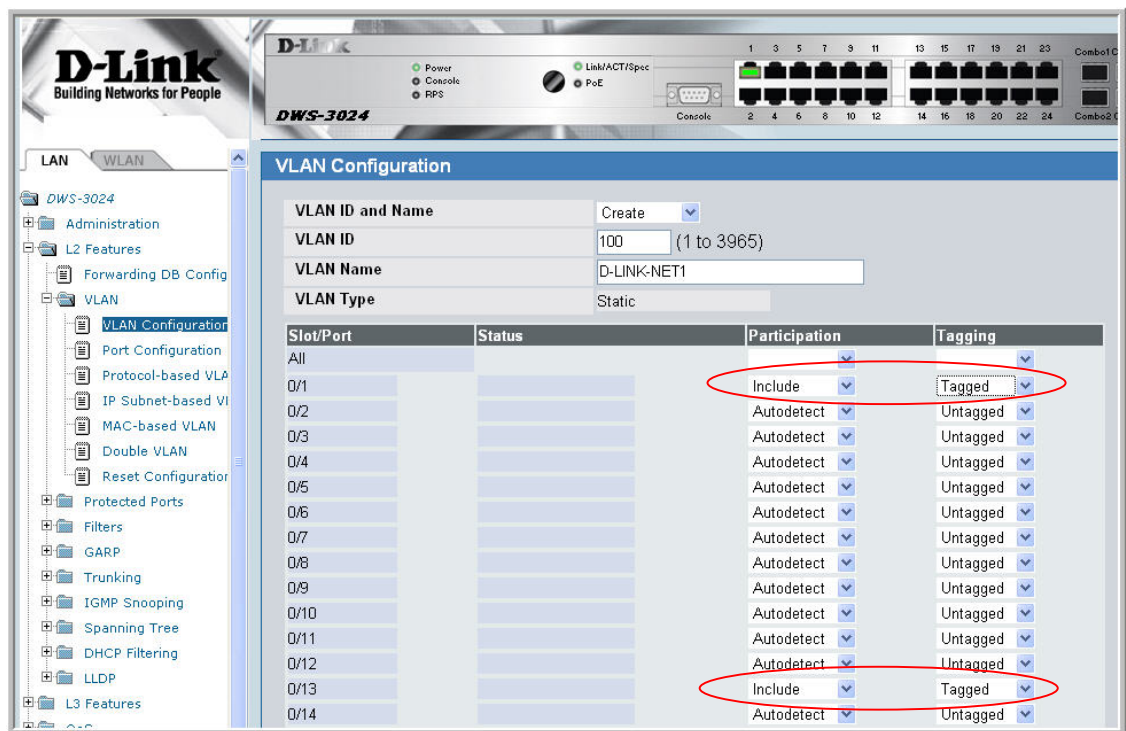 D-Link
Building Networks for People
D-Link
Power
Console
RPS
Link/ACT/Spec
PoE
Console
DWS-3024
1 3 5 7 9 11 13 15 17 19 21 23 Combo1
2 4 6 8 10 12 14 16 18 20 22 24 Combo2
LAN WLAN
DWS-3024
Administration
L2 Features
Forwarding DB Config
VLAN
VLAN Configuration
Port Configuration
Protocol-based VLA
IP Subnet-based Vl
MAC-based VLAN
Double VLAN
Reset Configuration
Protected Ports
Filters
GARP
Trunking
IGMP Snooping
Spanning Tree
DHCP Filtering
LLDP
L3 Features
VLAN Configuration
VLAN ID and Name Create
VLAN ID 100 (1 to 3965)
VLAN Name D-LINK-NET1
VLAN Type Static
Slot/Port Status Participation Tagging
All
0/1 Include Tagged
0/2 Autodetect Untagged
0/3 Autodetect Untagged
0/4 Autodetect Untagged
0/5 Autodetect Untagged
0/6 Autodetect Untagged
0/7 Autodetect Untagged
0/8 Autodetect Untagged
0/9 Autodetect Untagged
0/10 Autodetect Untagged
0/11 Autodetect Untagged
0/12 Autodetect Untagged
0/13 Include Tagged
0/14 Autodetect Untagged